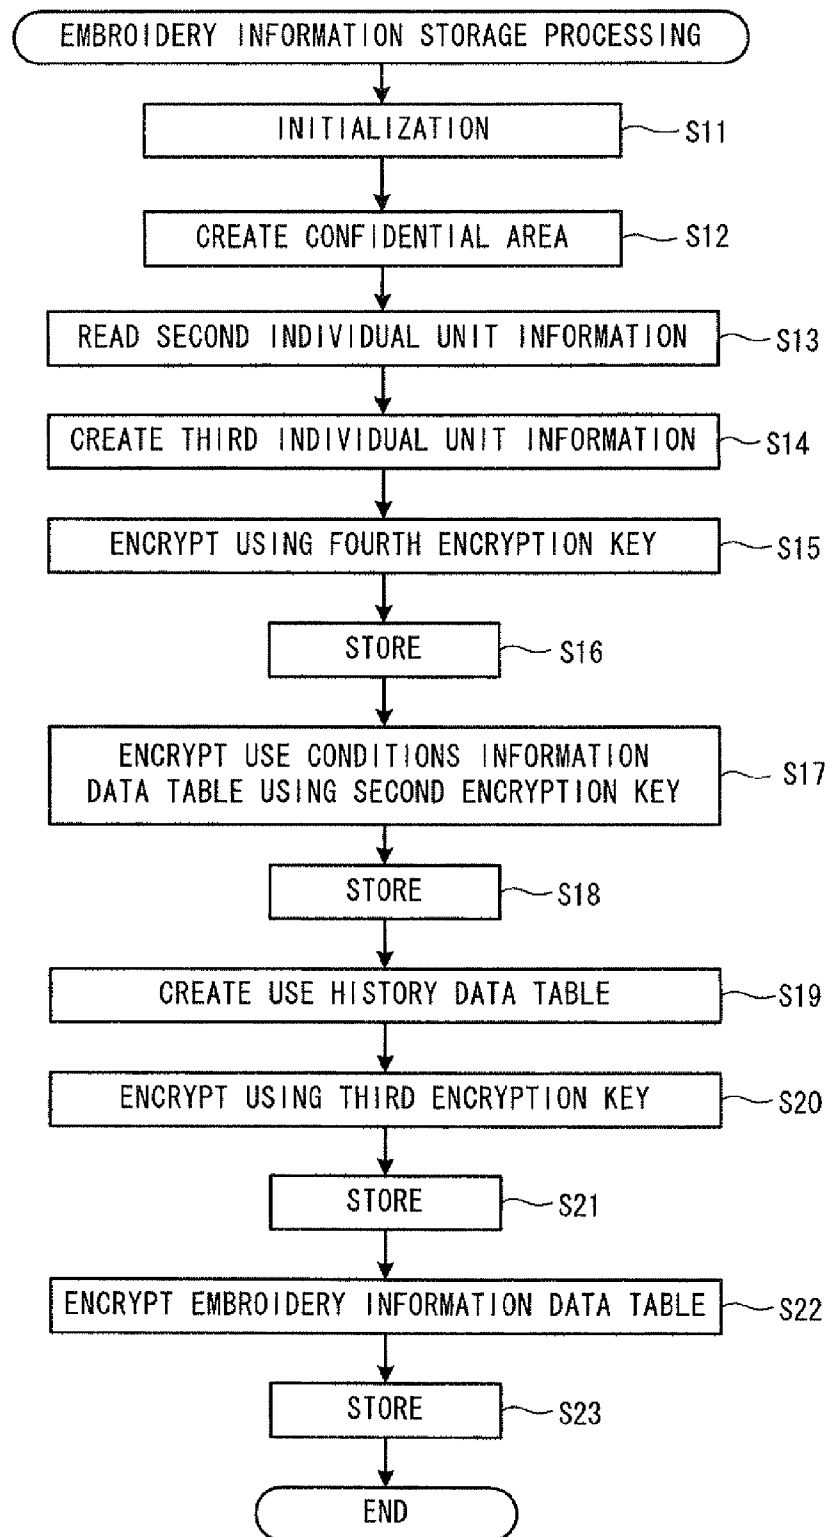 EMBROIDERY INFORMATION STORAGE PROCESSING
INITIALIZATION
S11
CREATE CONFIDENTIAL AREA
S12
READ SECOND INDIVIDUAL UNIT INFORMATION
S13
CREATE THIRD INDIVIDUAL UNIT INFORMATION
S14
ENCRYPT USING FOURTH ENCRYPTION KEY
S15
STORE
S16
ENCRYPT USE CONDITIONS INFORMATION
DATA TABLE USING SECOND ENCRYPTION KEY
S17
STORE
S18
CREATE USE HISTORY DATA TABLE
S19
ENCRYPT USING THIRD ENCRYPTION KEY
S20
STORE
S21
ENCRYPT EMBROIDERY INFORMATION DATA TABLE
S22
STORE
S23
END